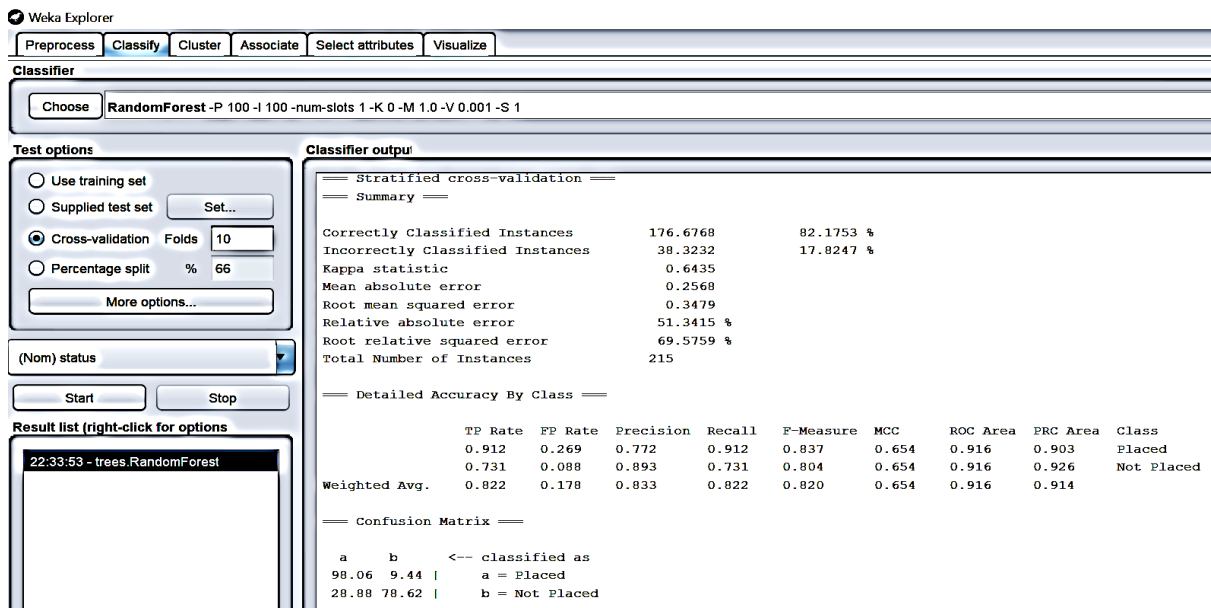 Weka Explorer
Preprocess Classify Cluster Associate Select attributes Visualize
Classifier
Choose RandomForest -P 100 -I 100 -num-slots 1 -K 0 -M 1.0 -V 0.001 -S 1
Test options
Use training set
Supplied test set Set...
Cross-validation Folds 10
Percentage split % 66
More options...
(Nom) status
Start Stop
Result list (right-click for options
22:33:53 - trees.RandomForest
Classifier output
=== Stratified cross-validation ===
=== Summary ===
Correctly Classified Instances 176.6768 82.1753 %
Incorrectly Classified Instances 38.3232 17.8247 %
Kappa statistic 0.6435
Mean absolute error 0.2568
Root mean squared error 0.3479
Relative absolute error 51.3415 %
Root relative squared error 69.5759 %
Total Number of Instances 215
=== Detailed Accuracy By Class ===
TP Rate FP Rate Precision Recall F-Measure MCC ROC Area PRC Area Class
0.912 0.269 0.772 0.912 0.837 0.654 0.916 0.903 Placed
0.731 0.088 0.893 0.731 0.804 0.654 0.916 0.926 Not Placed
Weighted Avg. 0.822 0.178 0.833 0.822 0.820 0.654 0.916 0.914
=== Confusion Matrix ===
a b <-- classified as
98.06 9.44 | a = Placed
28.88 78.62 | b = Not Placed